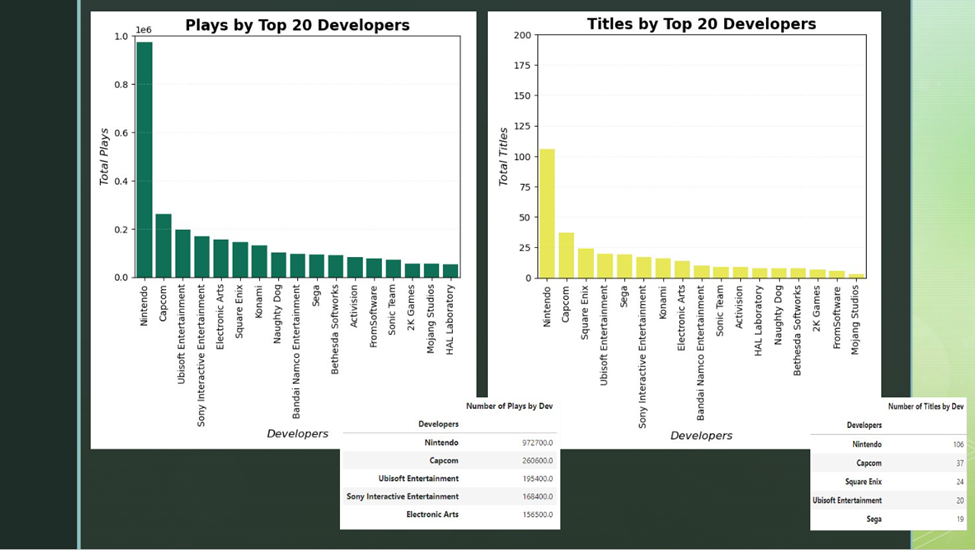 Plays by Top 20 Developers
1e6
1.0
0.8
0.6
0.4
0.2
0.0
Total Plays
Nintendo
Capcom
Ubisoft Entertainment
Sony Interactive Entertainment
Electronic Arts
Square Enix
Konami
Naughty Dog
Bandai Namco Entertainment
Sega
Bethesda Softworks
Activision
FromSoftware
Sonic Team
2K Games
Mojang Studios
HAL Laboratory
Developers
Titles by Top 20 Developers
200
175
150
125
100
75
50
25
0
Total Titles
Nintendo
Capcom
Square Enix
Ubisoft Entertainment
Sega
Sony Interactive Entertainment
Konami
Electronic Arts
Bandai Namco Entertainment
Sonic Team
Activision
HAL Laboratory
Naughty Dog
Bethesda Softworks
2K Games
FromSoftware
Mojang Studios
Developers
Number of Plays by Dev
Developers
Nintendo 972700.0
Capcom 260600.0
Ubisoft Entertainment 195400.0
Sony Interactive Entertainment 168400.0
Electronic Arts 156500.0
Number of Titles by Dev
Developers
Nintendo 106
Capcom 37
Square Enix 24
Ubisoft Entertainment 20
Sega 19